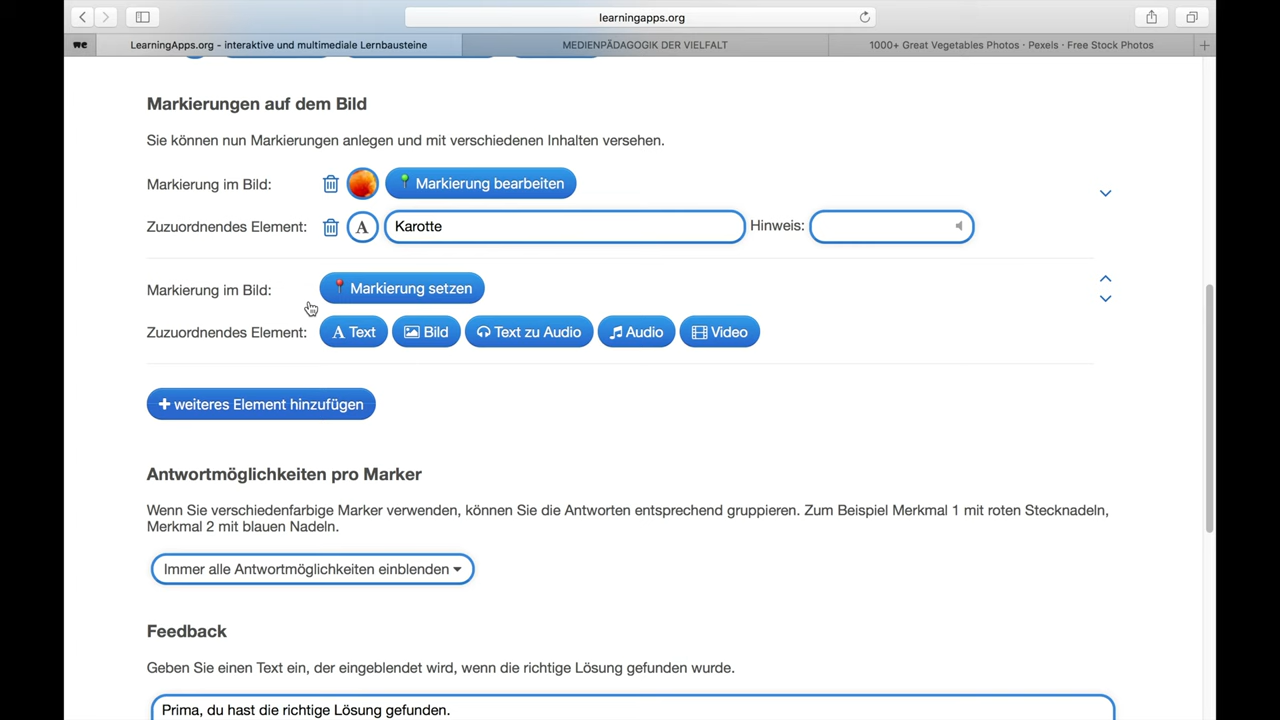 learningapps.org
LearningApps.org - interaktive und multimediale Lernbausteine
MEDIENPÄDAGOGIK DER VIELFALT
1000+ Great Vegetables Photos · Pexels · Free Stock Photos
Markierungen auf dem Bild
Sie können nun Markierungen anlegen und mit verschiedenen Inhalten versehen.
Markierung im Bild: Markierung bearbeiten
Zuzuordnendes Element: A Karotte Hinweis:
Markierung im Bild: Markierung setzen
Zuzuordnendes Element: A Text Bild Text zu Audio Audio Video
+ weiteres Element hinzufügen
Antwortmöglichkeiten pro Marker
Wenn Sie verschiedenfarbige Marker verwenden, können Sie die Antworten entsprechend gruppieren. Zum Beispiel Merkmal 1 mit roten Stecknadeln,
Merkmal 2 mit blauen Nadeln.
Immer alle Antwortmöglichkeiten einblenden
Feedback
Geben Sie einen Text ein, der eingeblendet wird, wenn die richtige Lösung gefunden wurde.
Prima, du hast die richtige Lösung gefunden.